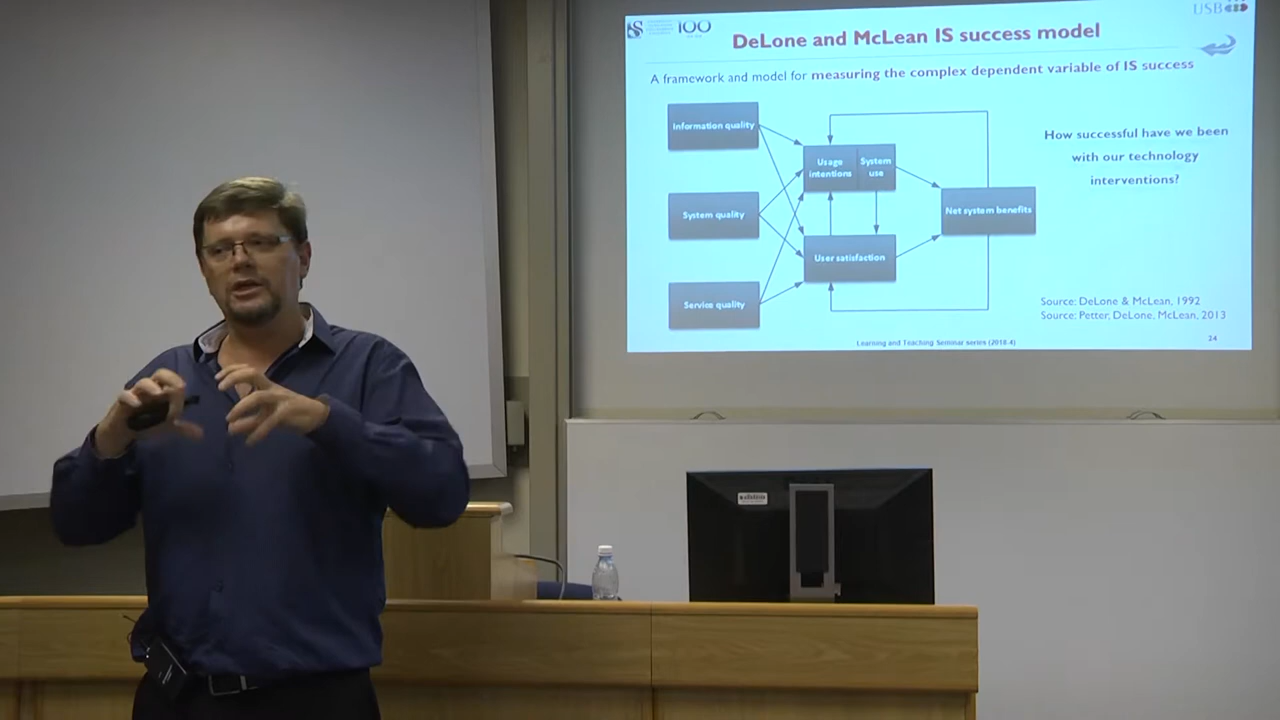 100
USB
DeLone and McLean IS success model
A framework and model for measuring the complex dependent variable of IS success
Information quality
System quality
Service quality
Usage intentions
System use
User satisfaction
Net system benefits
How successful have we been
with our technology
interventions?
Source: DeLone & McLean, 1992
Source: Petter, DeLone, McLean, 2013
Learning and Teaching Seminar series (2018-4)
24